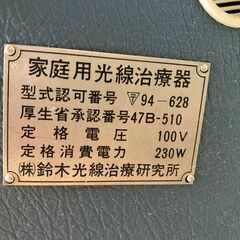 家庭用光線治療器
型式認可番号 〒94-628
厚生省承認番号47B-510
定格電圧 100V
定格消費電力 230W
㈱鈴木光線治療研究所